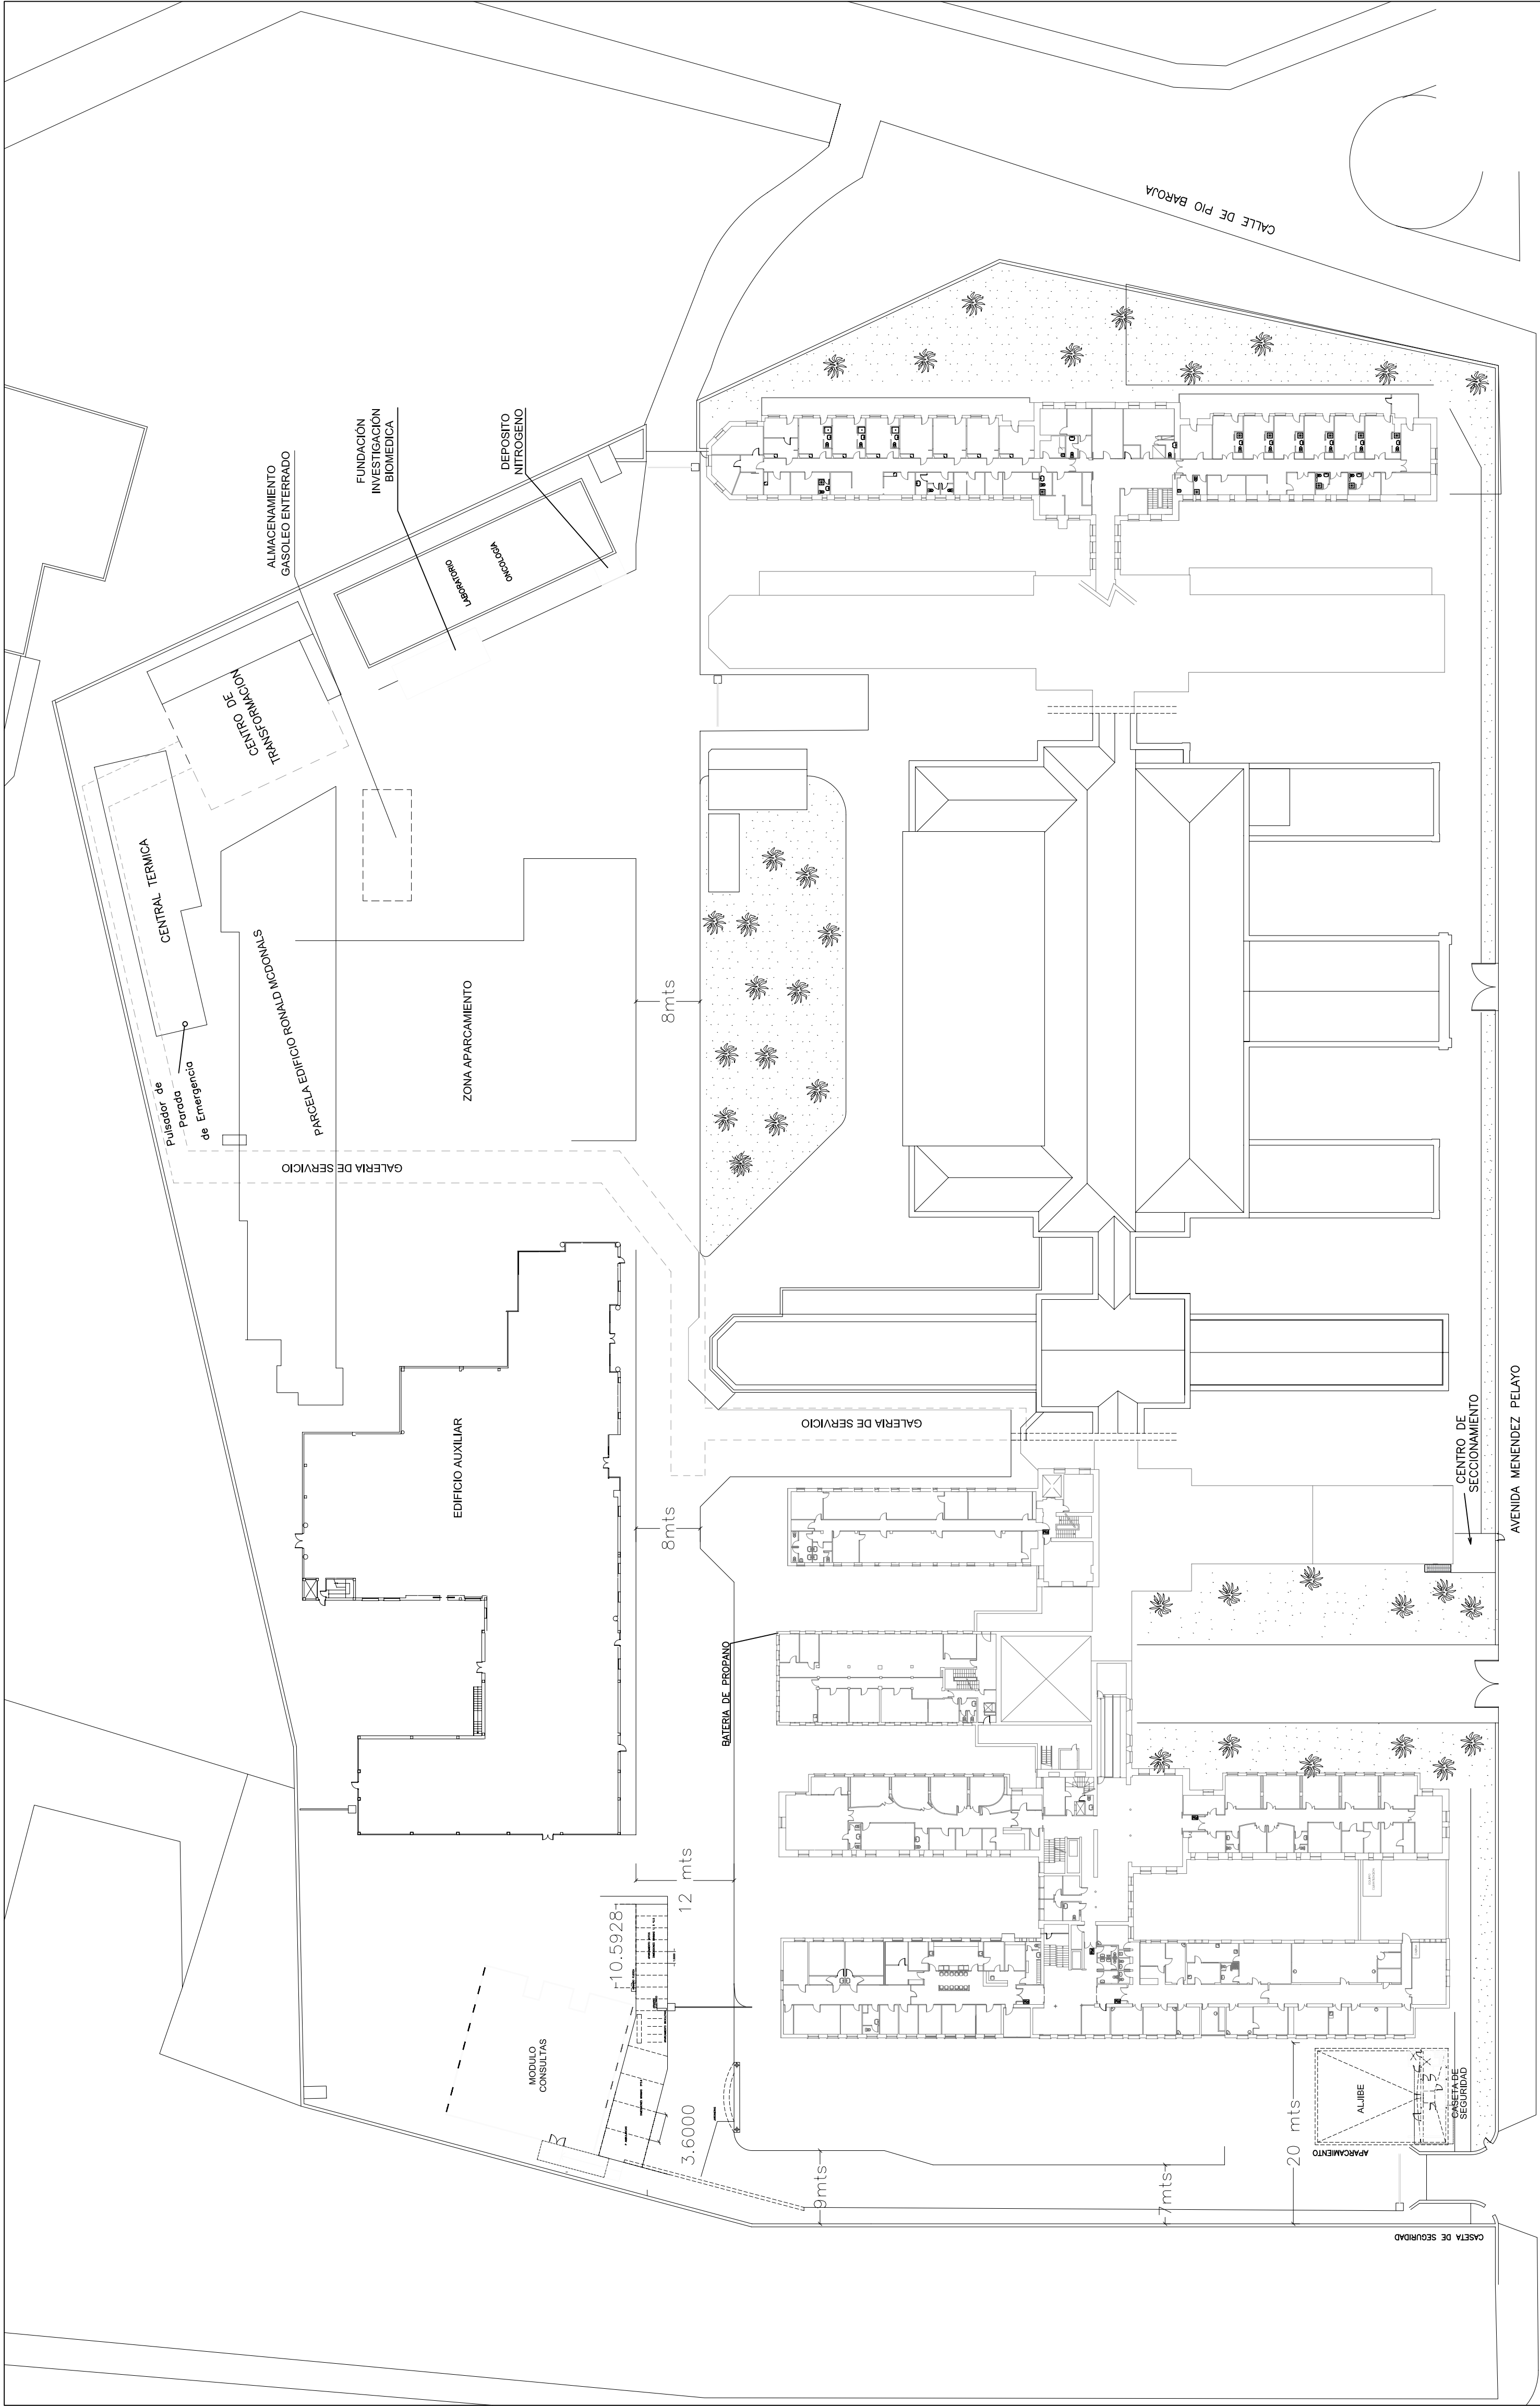 CALLE DE PIO BAROJA
FUNDACIÓN
INVESTIGACIÓN
BIOMEDICA
DEPOSITO
NITROGENO
ALMACENAMIENTO
GASOLEO ENTERRADO
LABORATORIO
ONCOLOGÍA
CENTRO DE
TRANSFORMACION
CENTRAL TERMICA
PARCELA EDIFICIO RONALD MCDONALS
ZONA APARCAMIENTO
8mts
Pulsador de
Parada
de Emergencia
GALERIA DE SERVICIO
EDIFICIO AUXILIAR
GALERIA DE SERVICIO
8mts
CENTRO DE
SECCIONAMIENTO
AVENIDA MENENDEZ PELAYO
BATERIA DE PROPANO
12 mts
10.5928
MODULO
CONSULTAS
3.6000
9mts
7mts
20 mts
ALJIBE
CASETA DE
SEGURIDAD
APARCAMIENTO
CASETA DE SEGURIDAD